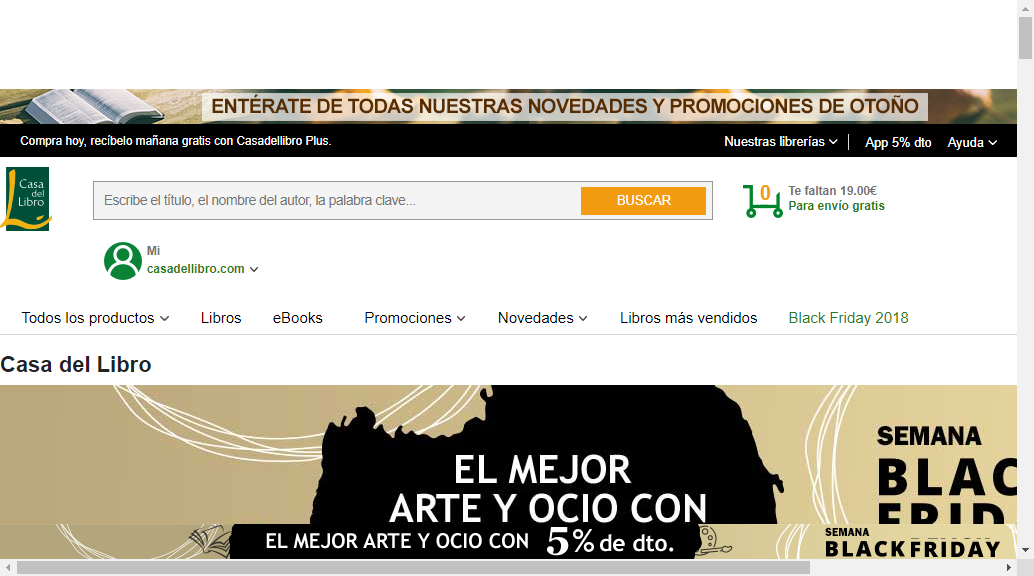 ENTÉRATE DE TODAS NUESTRAS NOVEDADES Y PROMOCIONES DE OTOÑO
Compra hoy, recíbelo mañana gratis con Casadellibro Plus.
Nuestras librerías
App 5% dto
Ayuda
Casa
del
Libro
Escribe el título, el nombre del autor, la palabra clave...
BUSCAR
0
Te faltan 19.00€
Para envío gratis
Mi
casadellibro.com
Todos los productos
Libros
eBooks
Promociones
Novedades
Libros más vendidos
Black Friday 2018
Casa del Libro
EL MEJOR
ARTE Y OCIO CON
SEMANA
BLAC
FRID
EL MEJOR ARTE Y OCIO CON 5% de dto.
SEMANA
BLACK FRIDAY